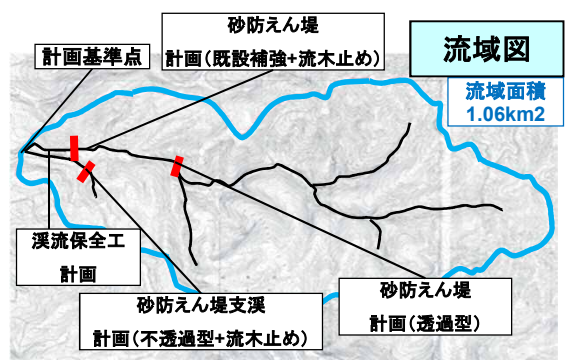 流域図
流域面積
1.06km2
計画基準点
砂防えん堤
計画(既設補強+流木止め)
渓流保全工
計画
砂防えん堤支渓
計画(不透過型+流木止め)
砂防えん堤
計画(透過型)